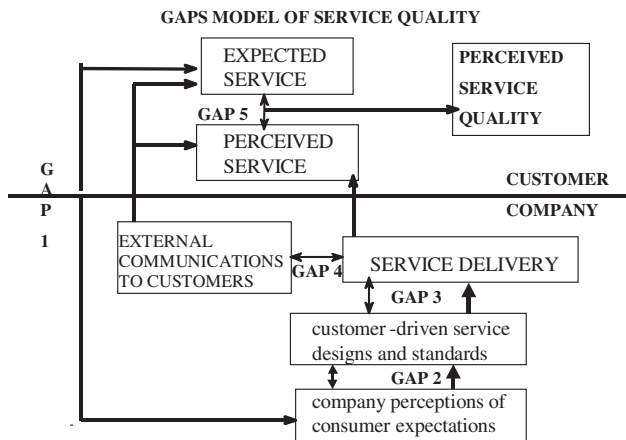 GAPS MODEL OF SERVICE QUALITY
EXPECTED
SERVICE
PERCEIVED
SERVICE
QUALITY
GAP 5
PERCEIVED
SERVICE
G
A
P
1
CUSTOMER
COMPANY
EXTERNAL
COMMUNICATIONS
TO CUSTOMERS
GAP 4
SERVICE DELIVERY
GAP 3
customer -driven service
designs and standards
GAP 2
company perceptions of
consumer expectations